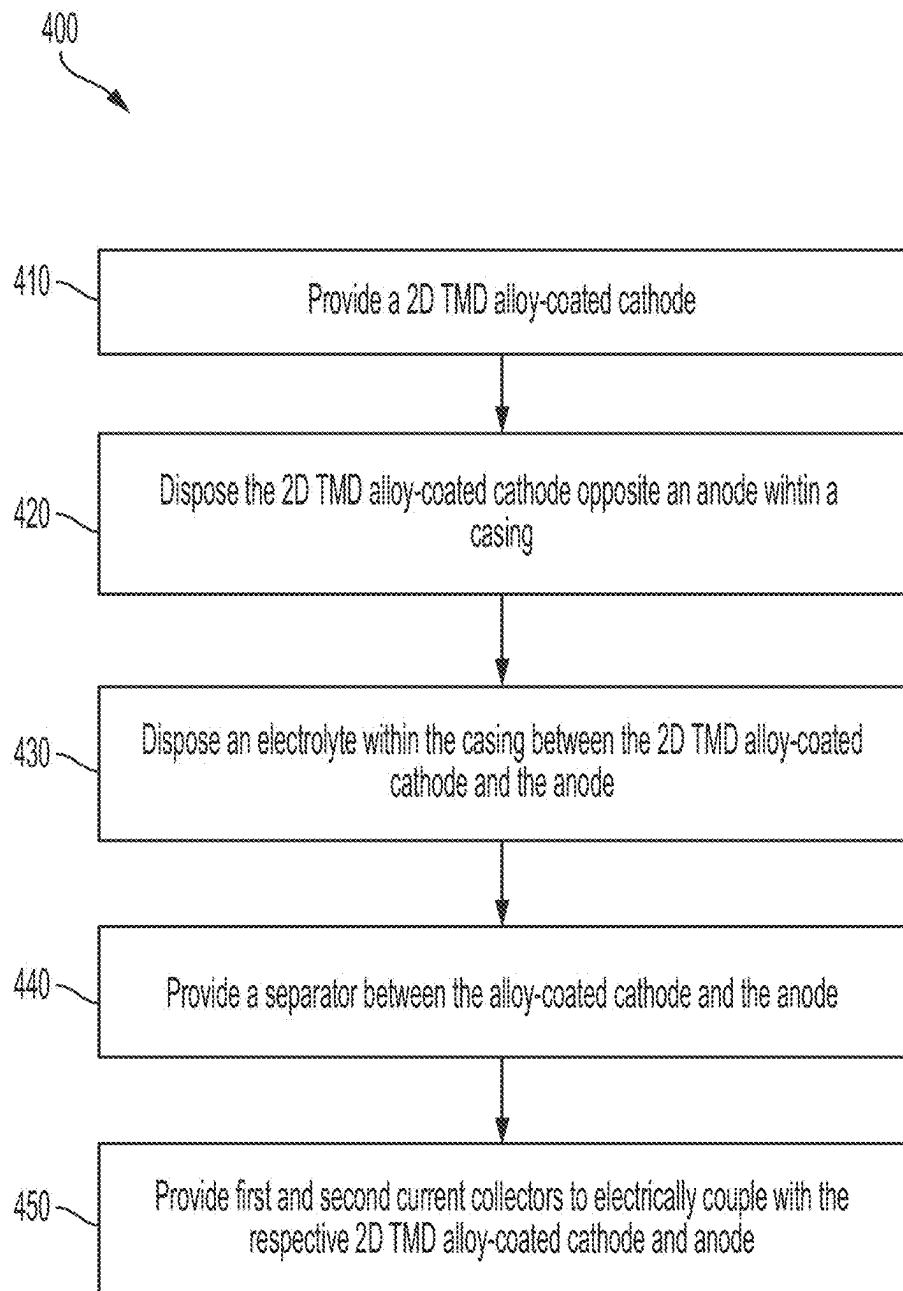 400
410
Provide a 2D TMD alloy-coated cathode
420
Dispose the 2D TMD alloy-coated cathode opposite an anode wihtin a
casing
430
Dispose an electrolyte within the casing between the 2D TMD alloy-coated
cathode and the anode
440
Provide a separator between the alloy-coated cathode and the anode
450
Provide first and second current collectors to electrically couple with the
respective 2D TMD alloy-coated cathode and anode